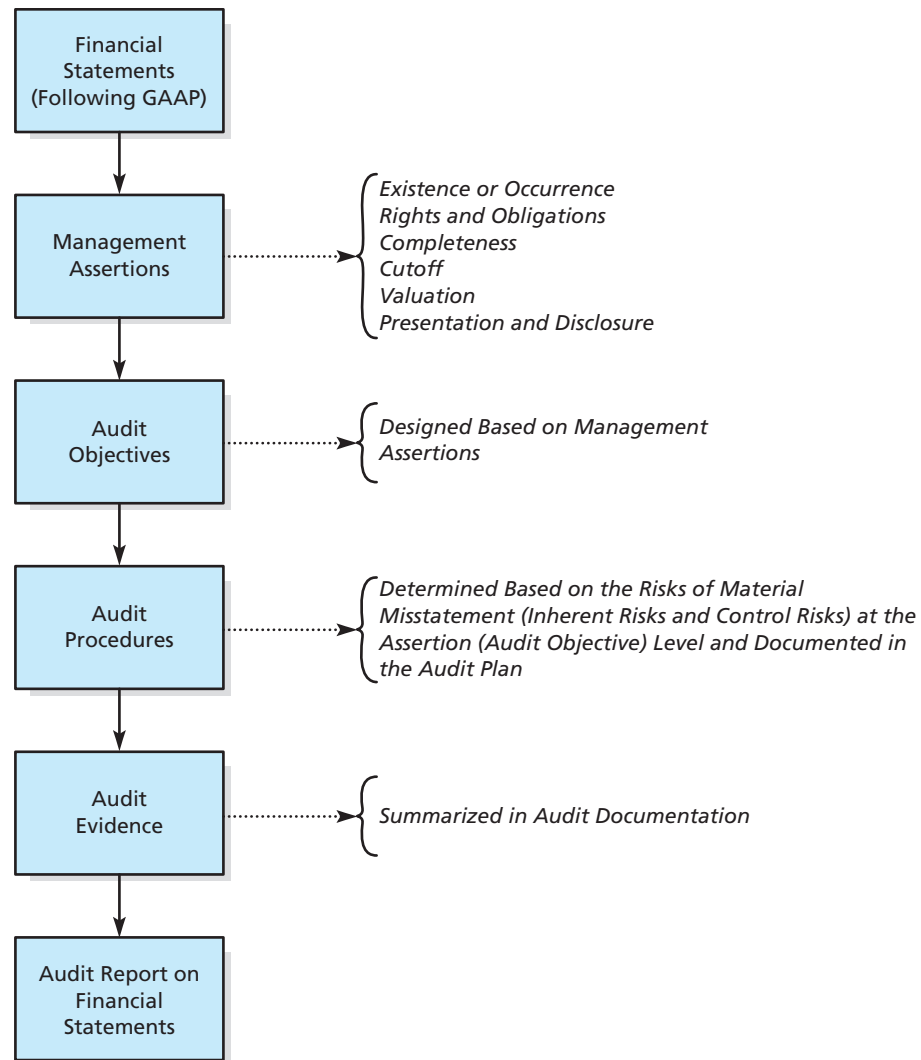 Financial
Statements
(Following GAAP)
Management
Assertions
Existence or Occurrence
Rights and Obligations
Completeness
Cutoff
Valuation
Presentation and Disclosure
Audit
Objectives
Designed Based on Management
Assertions
Audit
Procedures
Determined Based on the Risks of Material
Misstatement (Inherent Risks and Control Risks) at the
Assertion (Audit Objective) Level and Documented in
the Audit Plan
Audit
Evidence
Summarized in Audit Documentation
Audit Report on
Financial
Statements